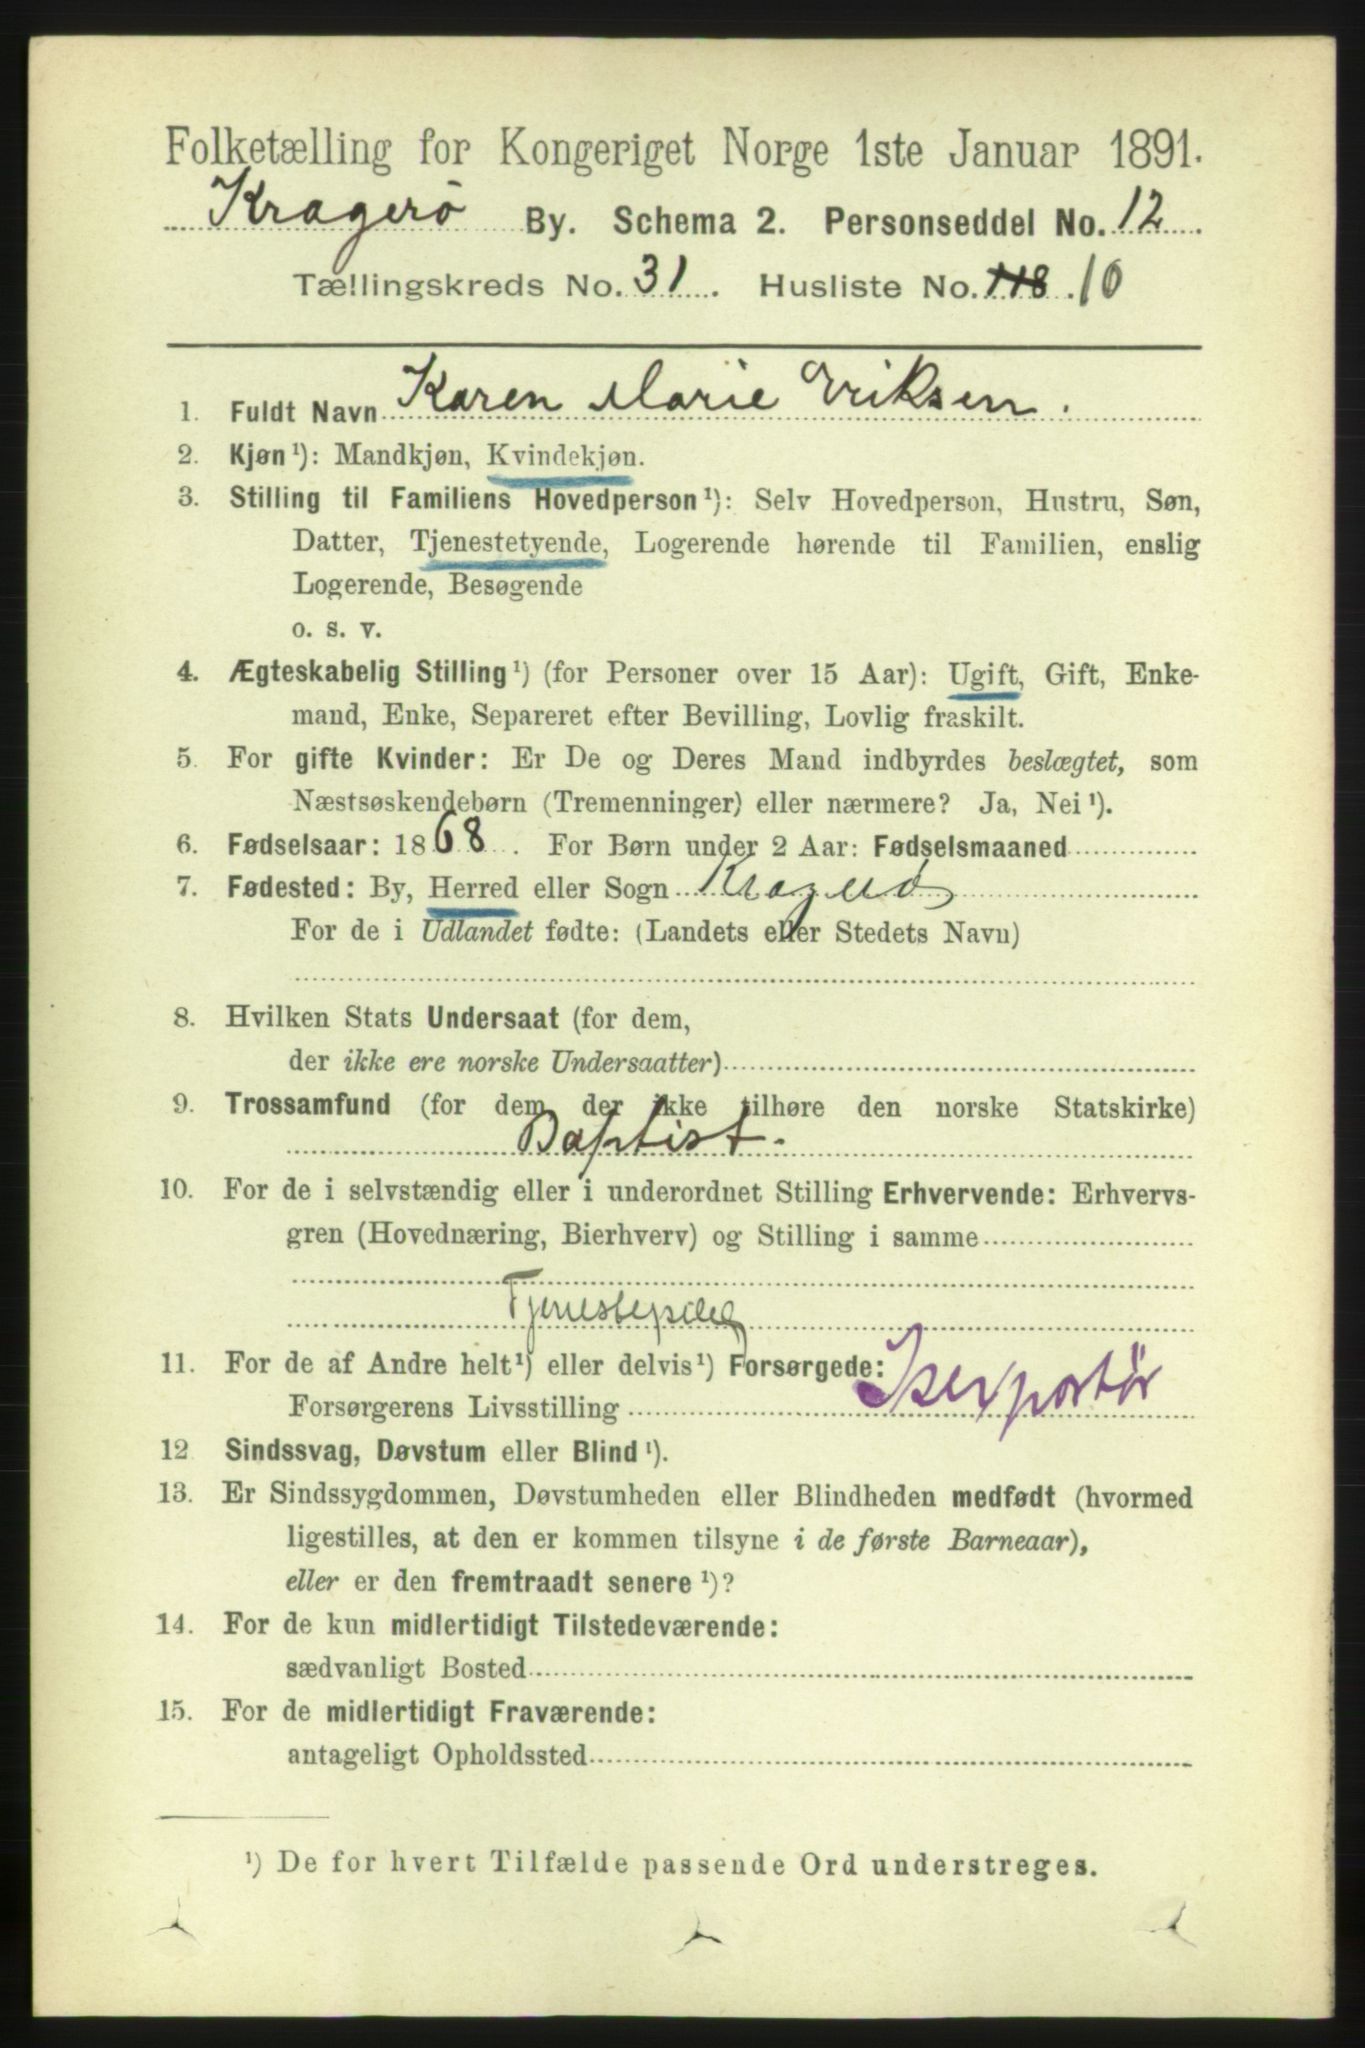 Folketælling for Kongeriget Norge 1ste Januar 1891.
Kragerö By. Schema 2. Personseddel No. 12
Tællingskreds No. 31. Husliste No. 118. 10
1. Fuldt Navn Karen Marie Eriksen.
2. Kjøn¹): Mandkjøn, Kvindekjøn.
3. Stilling til Familiens Hovedperson¹): Selv Hovedperson, Hustru, Søn,
Datter, Tjenestetyende, Logerende hørende til Familien, enslig
Logerende, Besøgende
o. s. v.
4. Ægteskabelig Stilling¹) (for Personer over 15 Aar): Ugift, Gift, Enke-
mand, Enke, Separeret efter Bevilling, Lovlig fraskilt.
5. For gifte Kvinder: Er De og Deres Mand indbyrdes beslægtet, som
Næstsøskendebørn (Tremenninger) eller nærmere? Ja, Nei¹).
6. Fødselsaar: 1868. For Børn under 2 Aar: Fødselsmaaned
7. Fødested: By, Herred eller Sogn Kragerö
For de i Udlandet fødte: (Landets eller Stedets Navn)
8. Hvilken Stats Undersaat (for dem,
der ikke ere norske Undersaatter)
9. Trossamfund (for dem der ikke tilhøre den norske Statskirke)
Baptist.
10. For de i selvstændig eller i underordnet Stilling Erhvervende: Erhvervs-
gren (Hovednæring, Bierhverv) og Stilling i samme
Tjenestepige
11. For de af Andre helt¹) eller delvis¹) Forsørgede:
Forsørgerens Livsstilling Isexportør
12 Sindssvag, Døvstum eller Blind¹).
13. Er Sindssygdommen, Døvstumheden eller Blindheden medfødt (hvormed
ligestilles, at den er kommen tilsyne i de første Barneaar),
eller er den fremtraadt senere¹)?
14. For de kun midlertidigt Tilstedeværende:
sædvanligt Bosted
15. For de midlertidigt Fraværende:
antageligt Opholdssted
¹) De for hvert Tilfælde passende Ord understreges.